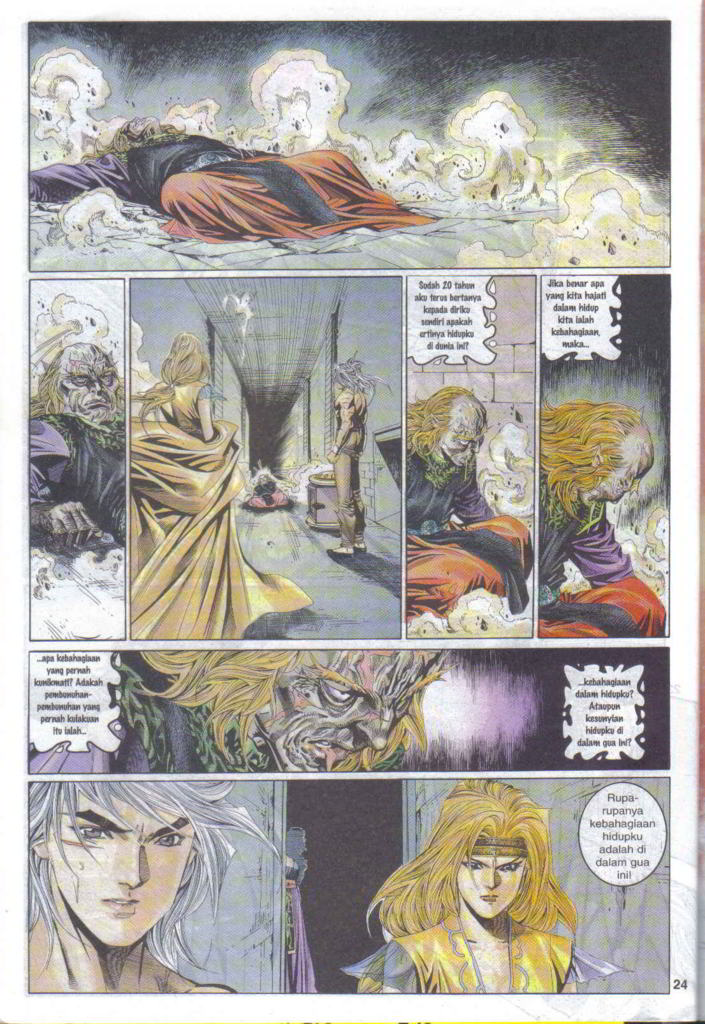 Sudah 20 tahun
aku terus bertanya
kepada diriku
sendiri apakah
ertinya hidupku
di dunia ini?
Jika benar apa
yang kita hajati
dalam hidup
kita ialah
kebahagiaan,
maka...
...apa kebahagiaan
yang pernah
kunikmati? Adakah
pembunuhan-
pembunuhan yang
pernah kulakukan
itu ialah...
...kebahagiaan
dalam hidupku?
Ataupun
kesunyian
hidupku di
dalam gua ini?
Rupa-
rupanya
kebahagiaan
hidupku
adalah di
dalam gua
ini!
24